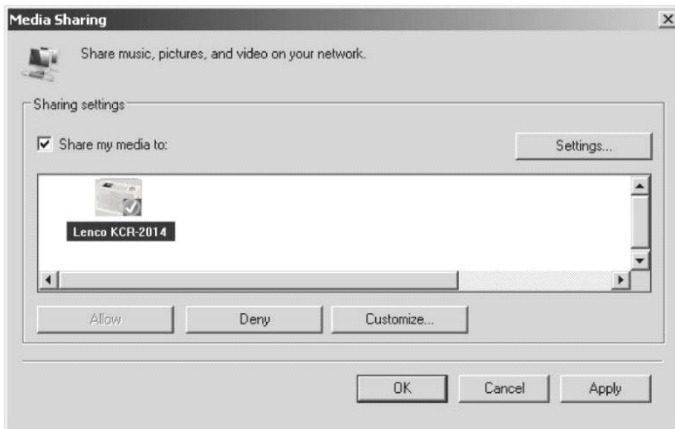 Media Sharing
Share music, pictures, and video on your network.
Sharing settings
Share my media to:
Settings...
Lenco KCR-2014
Allow
Deny
Customize...
OK
Cancel
Apply